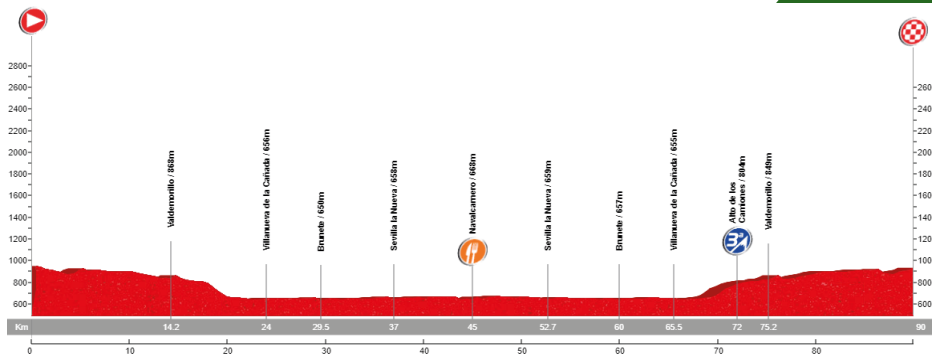 2800
2600
2400
2200
2000
1800
1600
1400
1200
1000
800
600
Valdemorillo / 868m
Villanueva de la Cañada / 656m
Brunete / 650m
Sevilla la Nueva / 658m
Navalcarnero / 668m
Sevilla la Nueva / 659m
Brunete / 657m
Villanueva de la Cañada / 655m
Alto de los
Camiones / 804m
Valdemorillo / 849m
3ª
260
240
220
200
180
160
140
120
100
800
600
Km 14.2 24 29.5 37 45 52.7 60 65.5 72 75.2 90
0 10 20 30 40 50 60 70 80